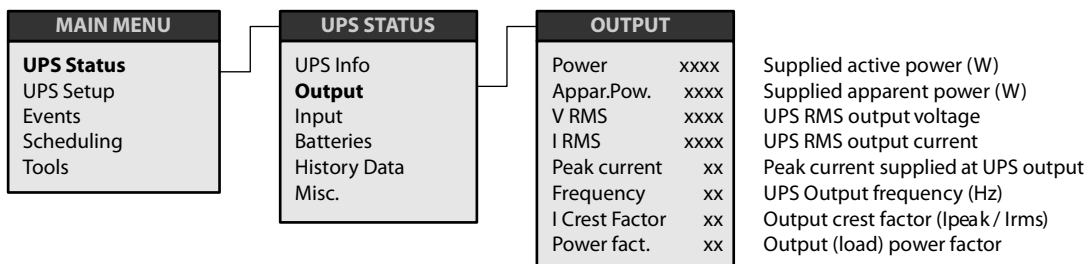 MAIN MENU
UPS Status
UPS Setup
Events
Scheduling
Tools
UPS STATUS
UPS Info
Output
Input
Batteries
History Data
Misc.
OUTPUT
Power xxxx Supplied active power (W)
Appar.Pow. xxxx Supplied apparent power (W)
V RMS xxxx UPS RMS output voltage
I RMS xxxx UPS RMS output current
Peak current xx Peak current supplied at UPS output
Frequency xx UPS Output frequency (Hz)
I Crest Factor xx Output crest factor (Ipeak / Irms)
Power fact. xx Output (load) power factor